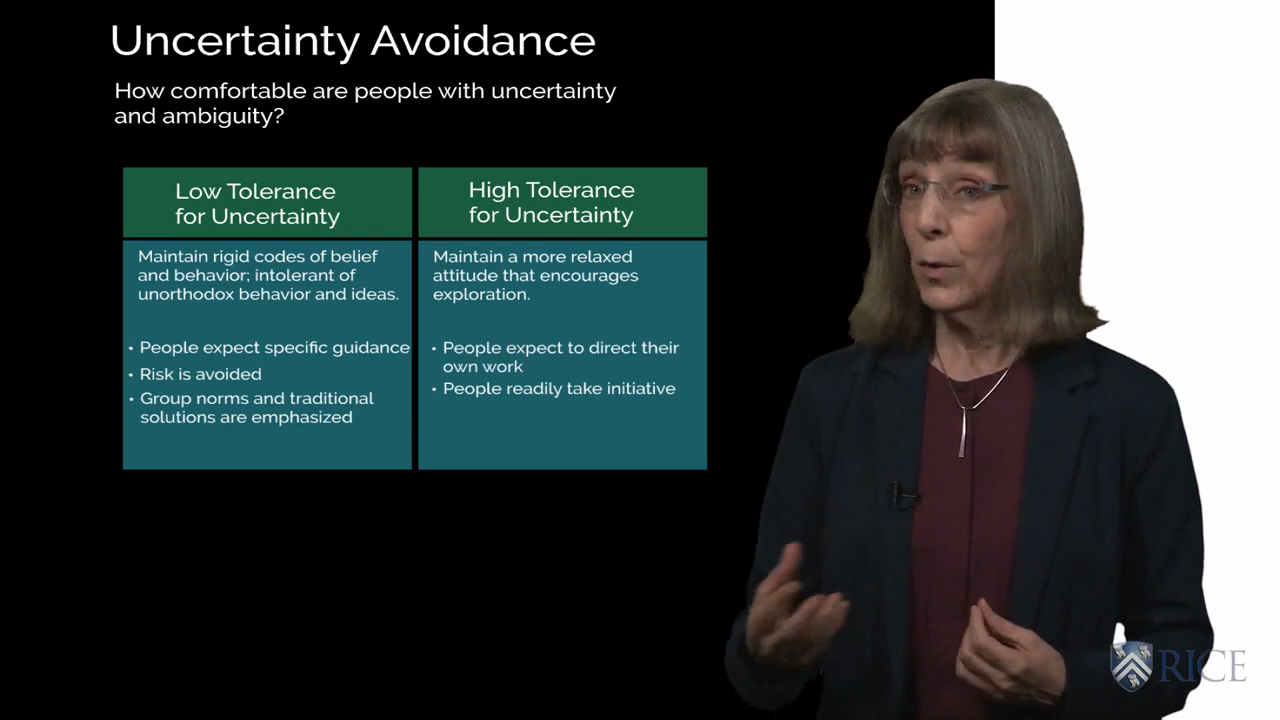 Uncertainty Avoidance
How comfortable are people with uncertainty
and ambiguity?
Low Tolerance
for Uncertainty
Maintain rigid codes of belief
and behavior; intolerant of
unorthodox behavior and ideas.
• People expect specific guidance
• Risk is avoided
• Group norms and traditional
solutions are emphasized
High Tolerance
for Uncertainty
Maintain a more relaxed
attitude that encourages
exploration.
• People expect to direct their
own work
• People readily take initiative
RICE